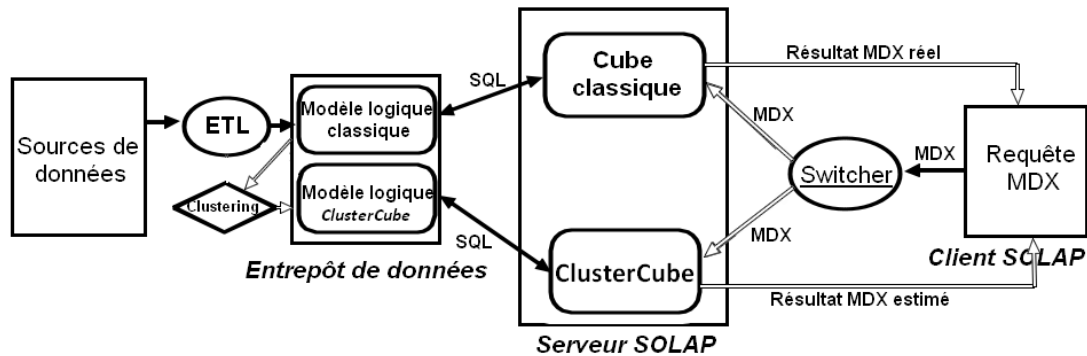 Sources de
données
ETL
Clustering
Modèle logique
classique
Modèle logique
ClusterCube
Entrepôt de données
SQL
SQL
Cube
classique
ClusterCube
Serveur SOLAP
Résultat MDX réel
MDX
MDX
Switcher
MDX
Requête
MDX
Client SOLAP
Résultat MDX estimé